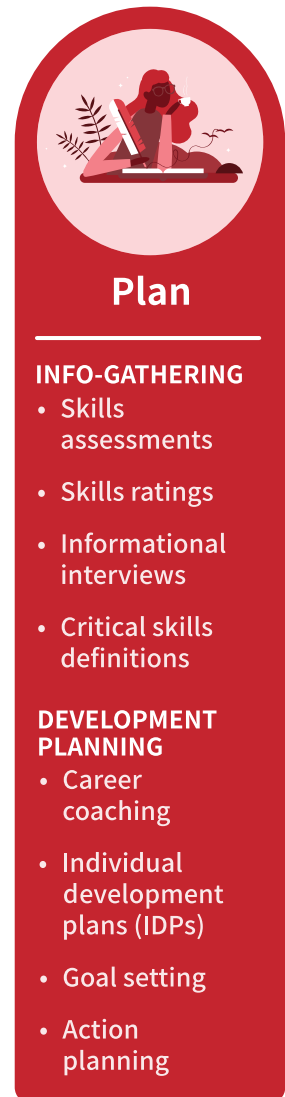 Plan
INFO-GATHERING
• Skills
assessments
• Skills ratings
• Informational
interviews
• Critical skills
definitions
DEVELOPMENT
PLANNING
• Career
coaching
• Individual
development
plans (IDPs)
• Goal setting
• Action
planning